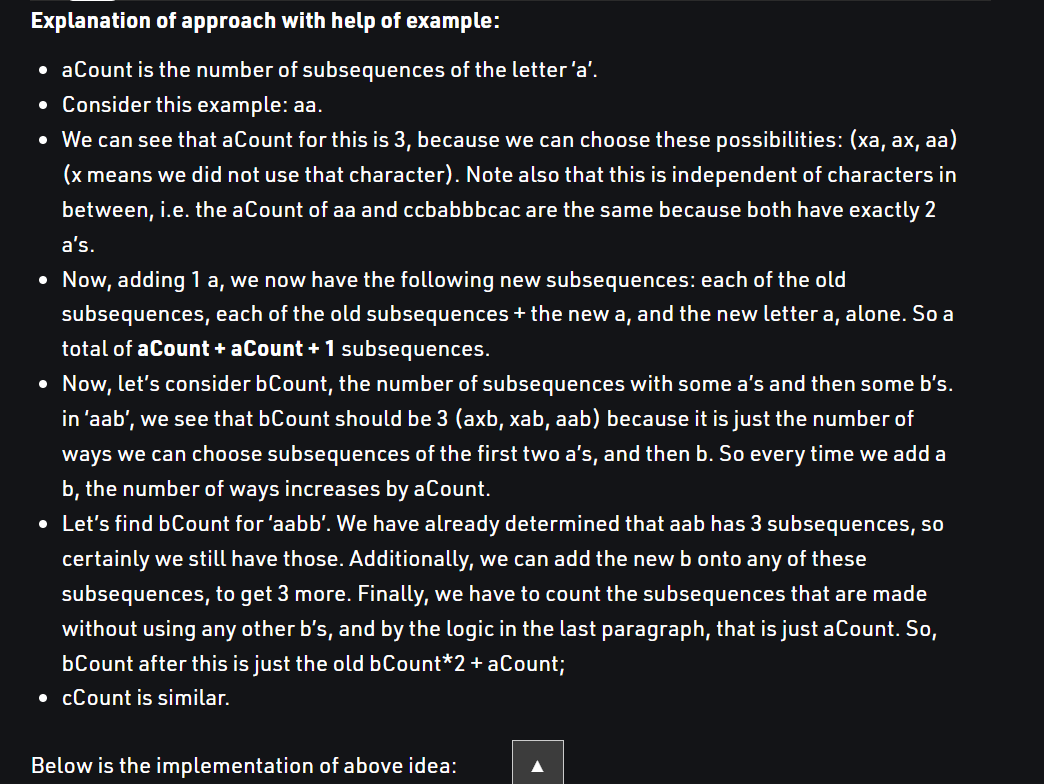 Explanation of approach with help of example:
• aCount is the number of subsequences of the letter ‘a’.
• Consider this example: aa.
• We can see that aCount for this is 3, because we can choose these possibilities: (xa, ax, aa)
(x means we did not use that character). Note also that this is independent of characters in
between, i.e. the aCount of aa and ccbabbbcac are the same because both have exactly 2
a’s.
• Now, adding 1 a, we now have the following new subsequences: each of the old
subsequences, each of the old subsequences + the new a, and the new letter a, alone. So a
total of aCount + aCount + 1 subsequences.
• Now, let’s consider bCount, the number of subsequences with some a’s and then some b’s.
in ‘aab’, we see that bCount should be 3 (axb, xab, aab) because it is just the number of
ways we can choose subsequences of the first two a’s, and then b. So every time we add a
b, the number of ways increases by aCount.
• Let’s find bCount for ‘aabb’. We have already determined that aab has 3 subsequences, so
certainly we still have those. Additionally, we can add the new b onto any of these
subsequences, to get 3 more. Finally, we have to count the subsequences that are made
without using any other b’s, and by the logic in the last paragraph, that is just aCount. So,
bCount after this is just the old bCount*2 + aCount;
• cCount is similar.
Below is the implementation of above idea: